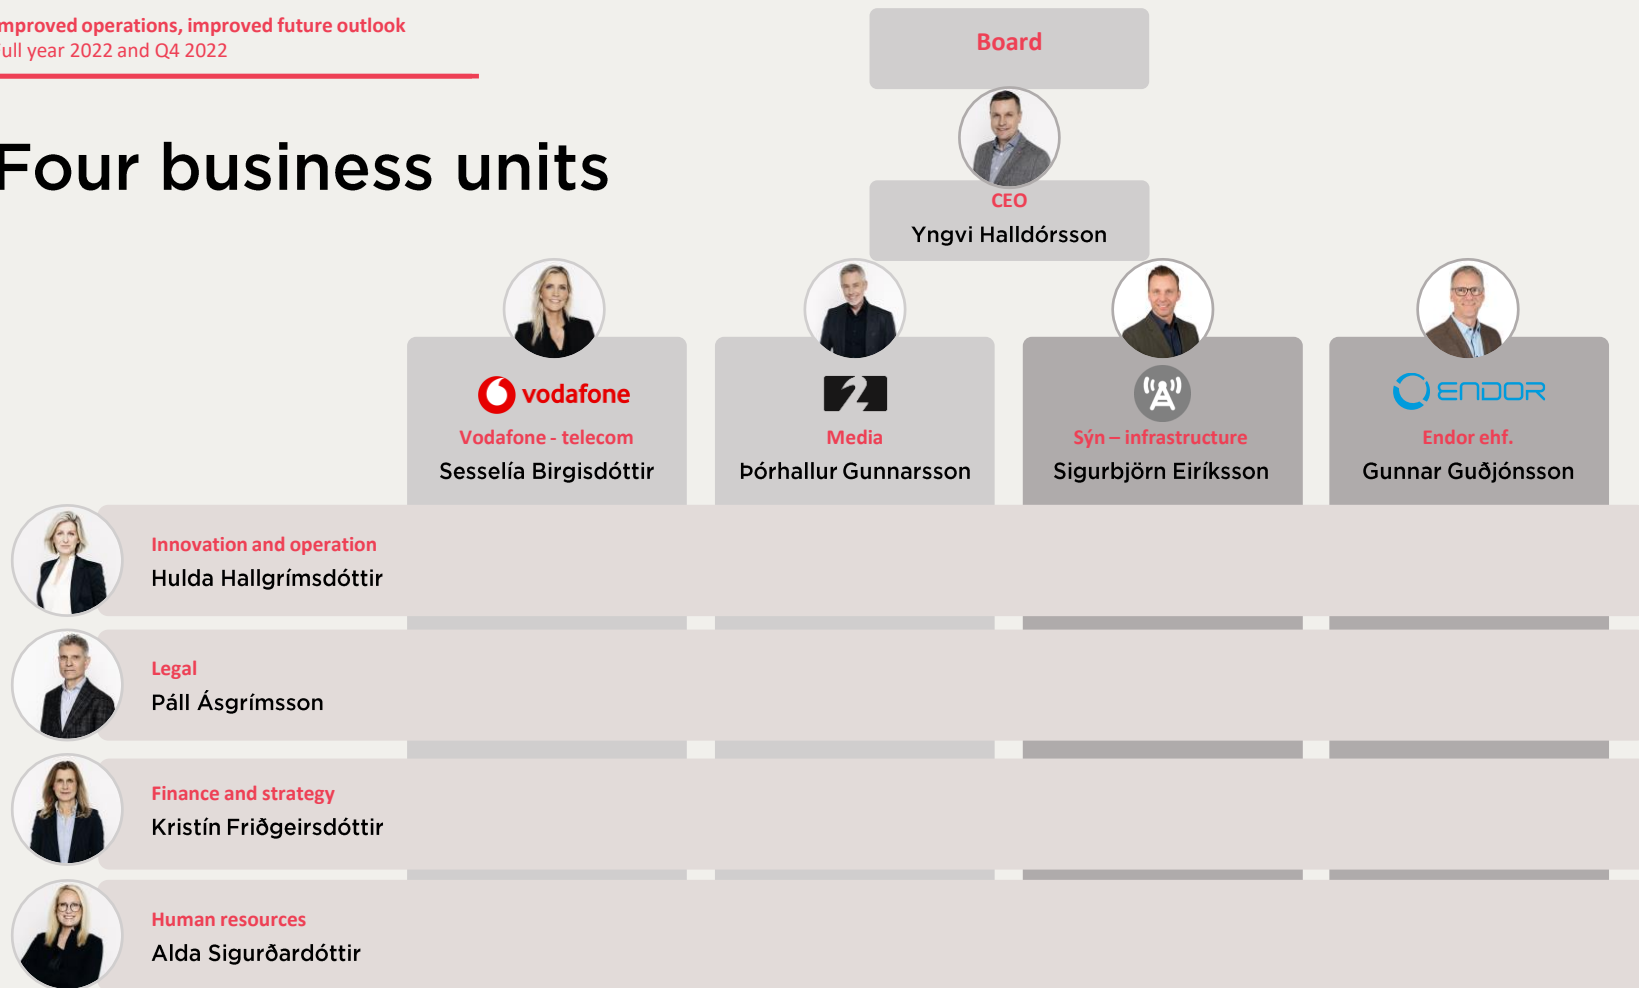 mproved operations, improved future outlook
ull year 2022 and Q4 2022
Four business units
Board
CEO
Yngvi Halldórsson
vodafone
Vodafone - telecom
Sesselía Birgisdóttir
2
Media
Þórhallur Gunnarsson
Sýn – infrastructure
Sigurbjörn Eiríksson
ENDOR
Endor ehf.
Gunnar Guðjónsson
Innovation and operation
Hulda Hallgrímsdóttir
Legal
Páll Ásgrímsson
Finance and strategy
Kristín Friðgeirsdóttir
Human resources
Alda Sigurðardóttir